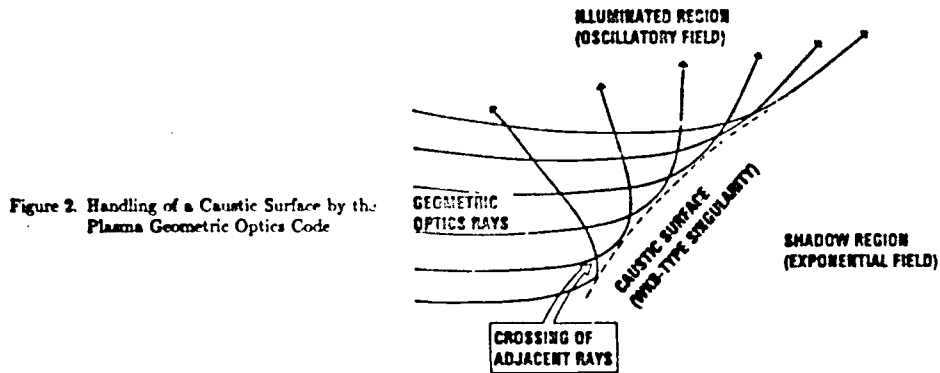 ILLUMINATED REGION
(OSCILLATORY FIELD)
Figure 2. Handling of a Caustic Surface by the
Plasma Geometric Optics Code
GEOMETRIC
OPTICS RAYS
CAUSTIC SURFACE
(WKB-TYPE SINGULARITY)
SHADOW REGION
(EXPONENTIAL FIELD)
CROSSING OF
ADJACENT RAYS